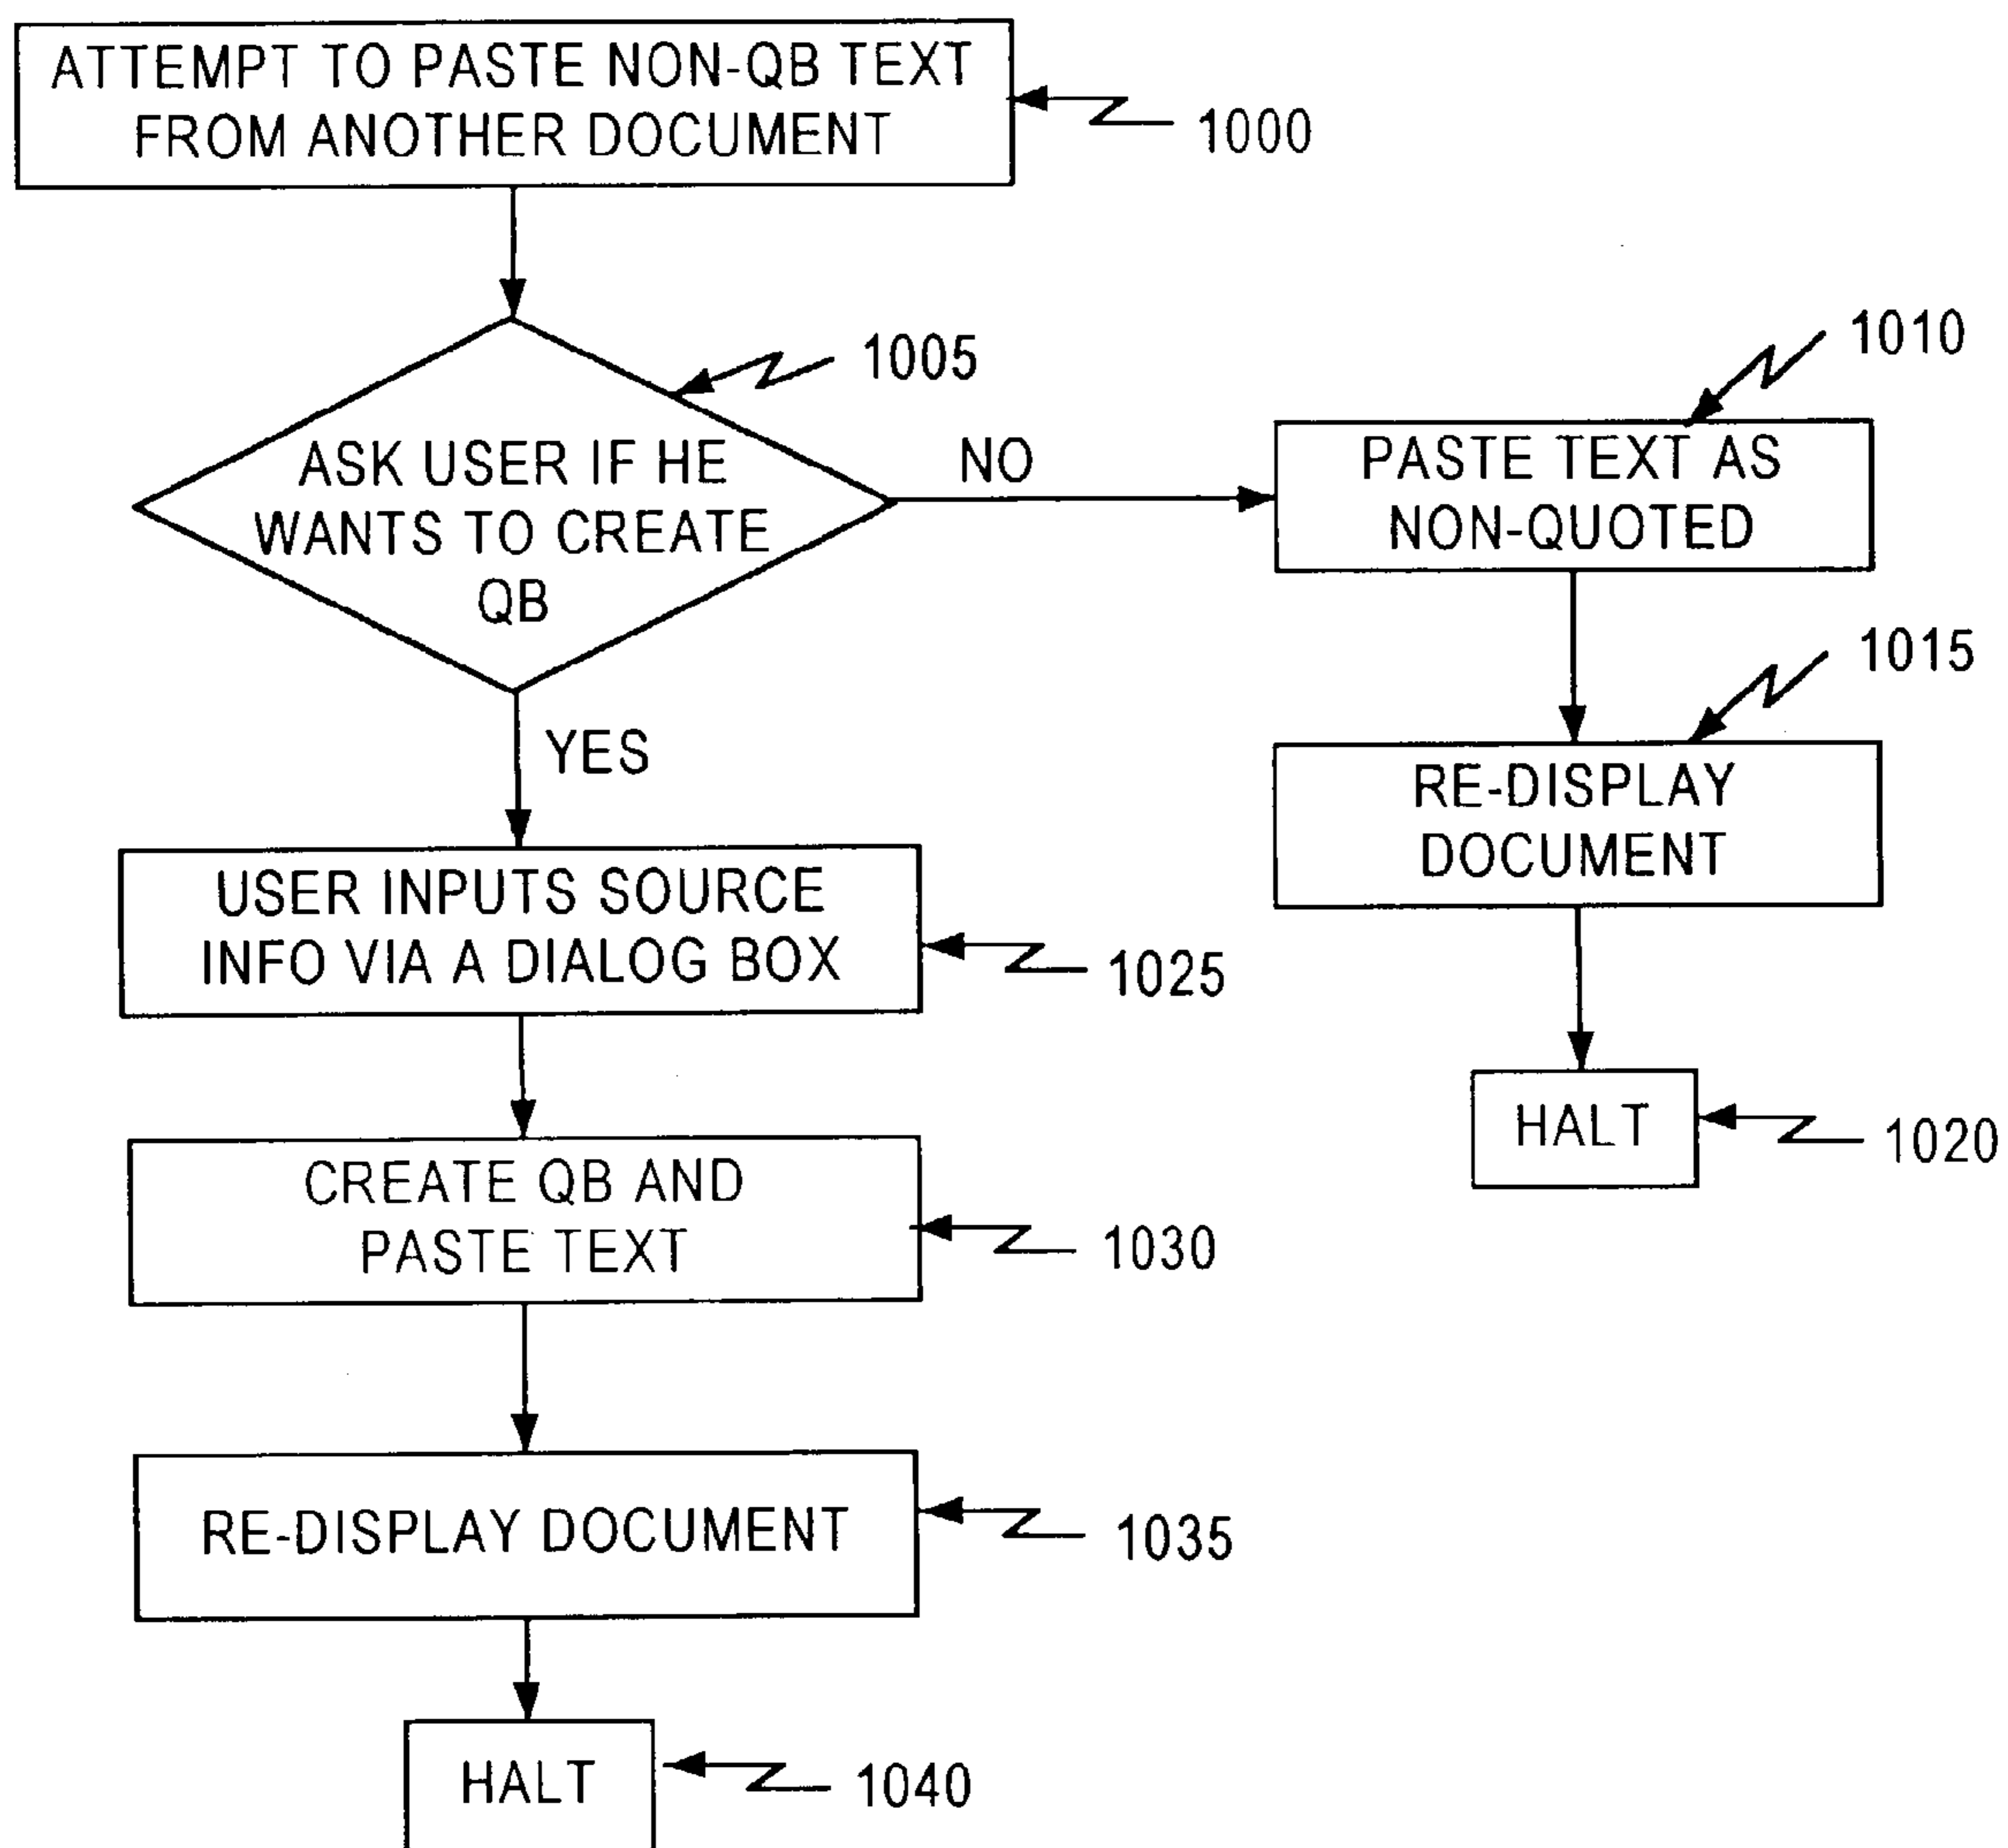 ATTEMPT TO PASTE NON-QB TEXT
FROM ANOTHER DOCUMENT
1000
ASK USER IF HE
WANTS TO CREATE
QB
1005
NO
PASTE TEXT AS
NON-QUOTED
1010
RE-DISPLAY
DOCUMENT
1015
HALT
1020
YES
USER INPUTS SOURCE
INFO VIA A DIALOG BOX
1025
CREATE QB AND
PASTE TEXT
1030
RE-DISPLAY DOCUMENT
1035
HALT
1040